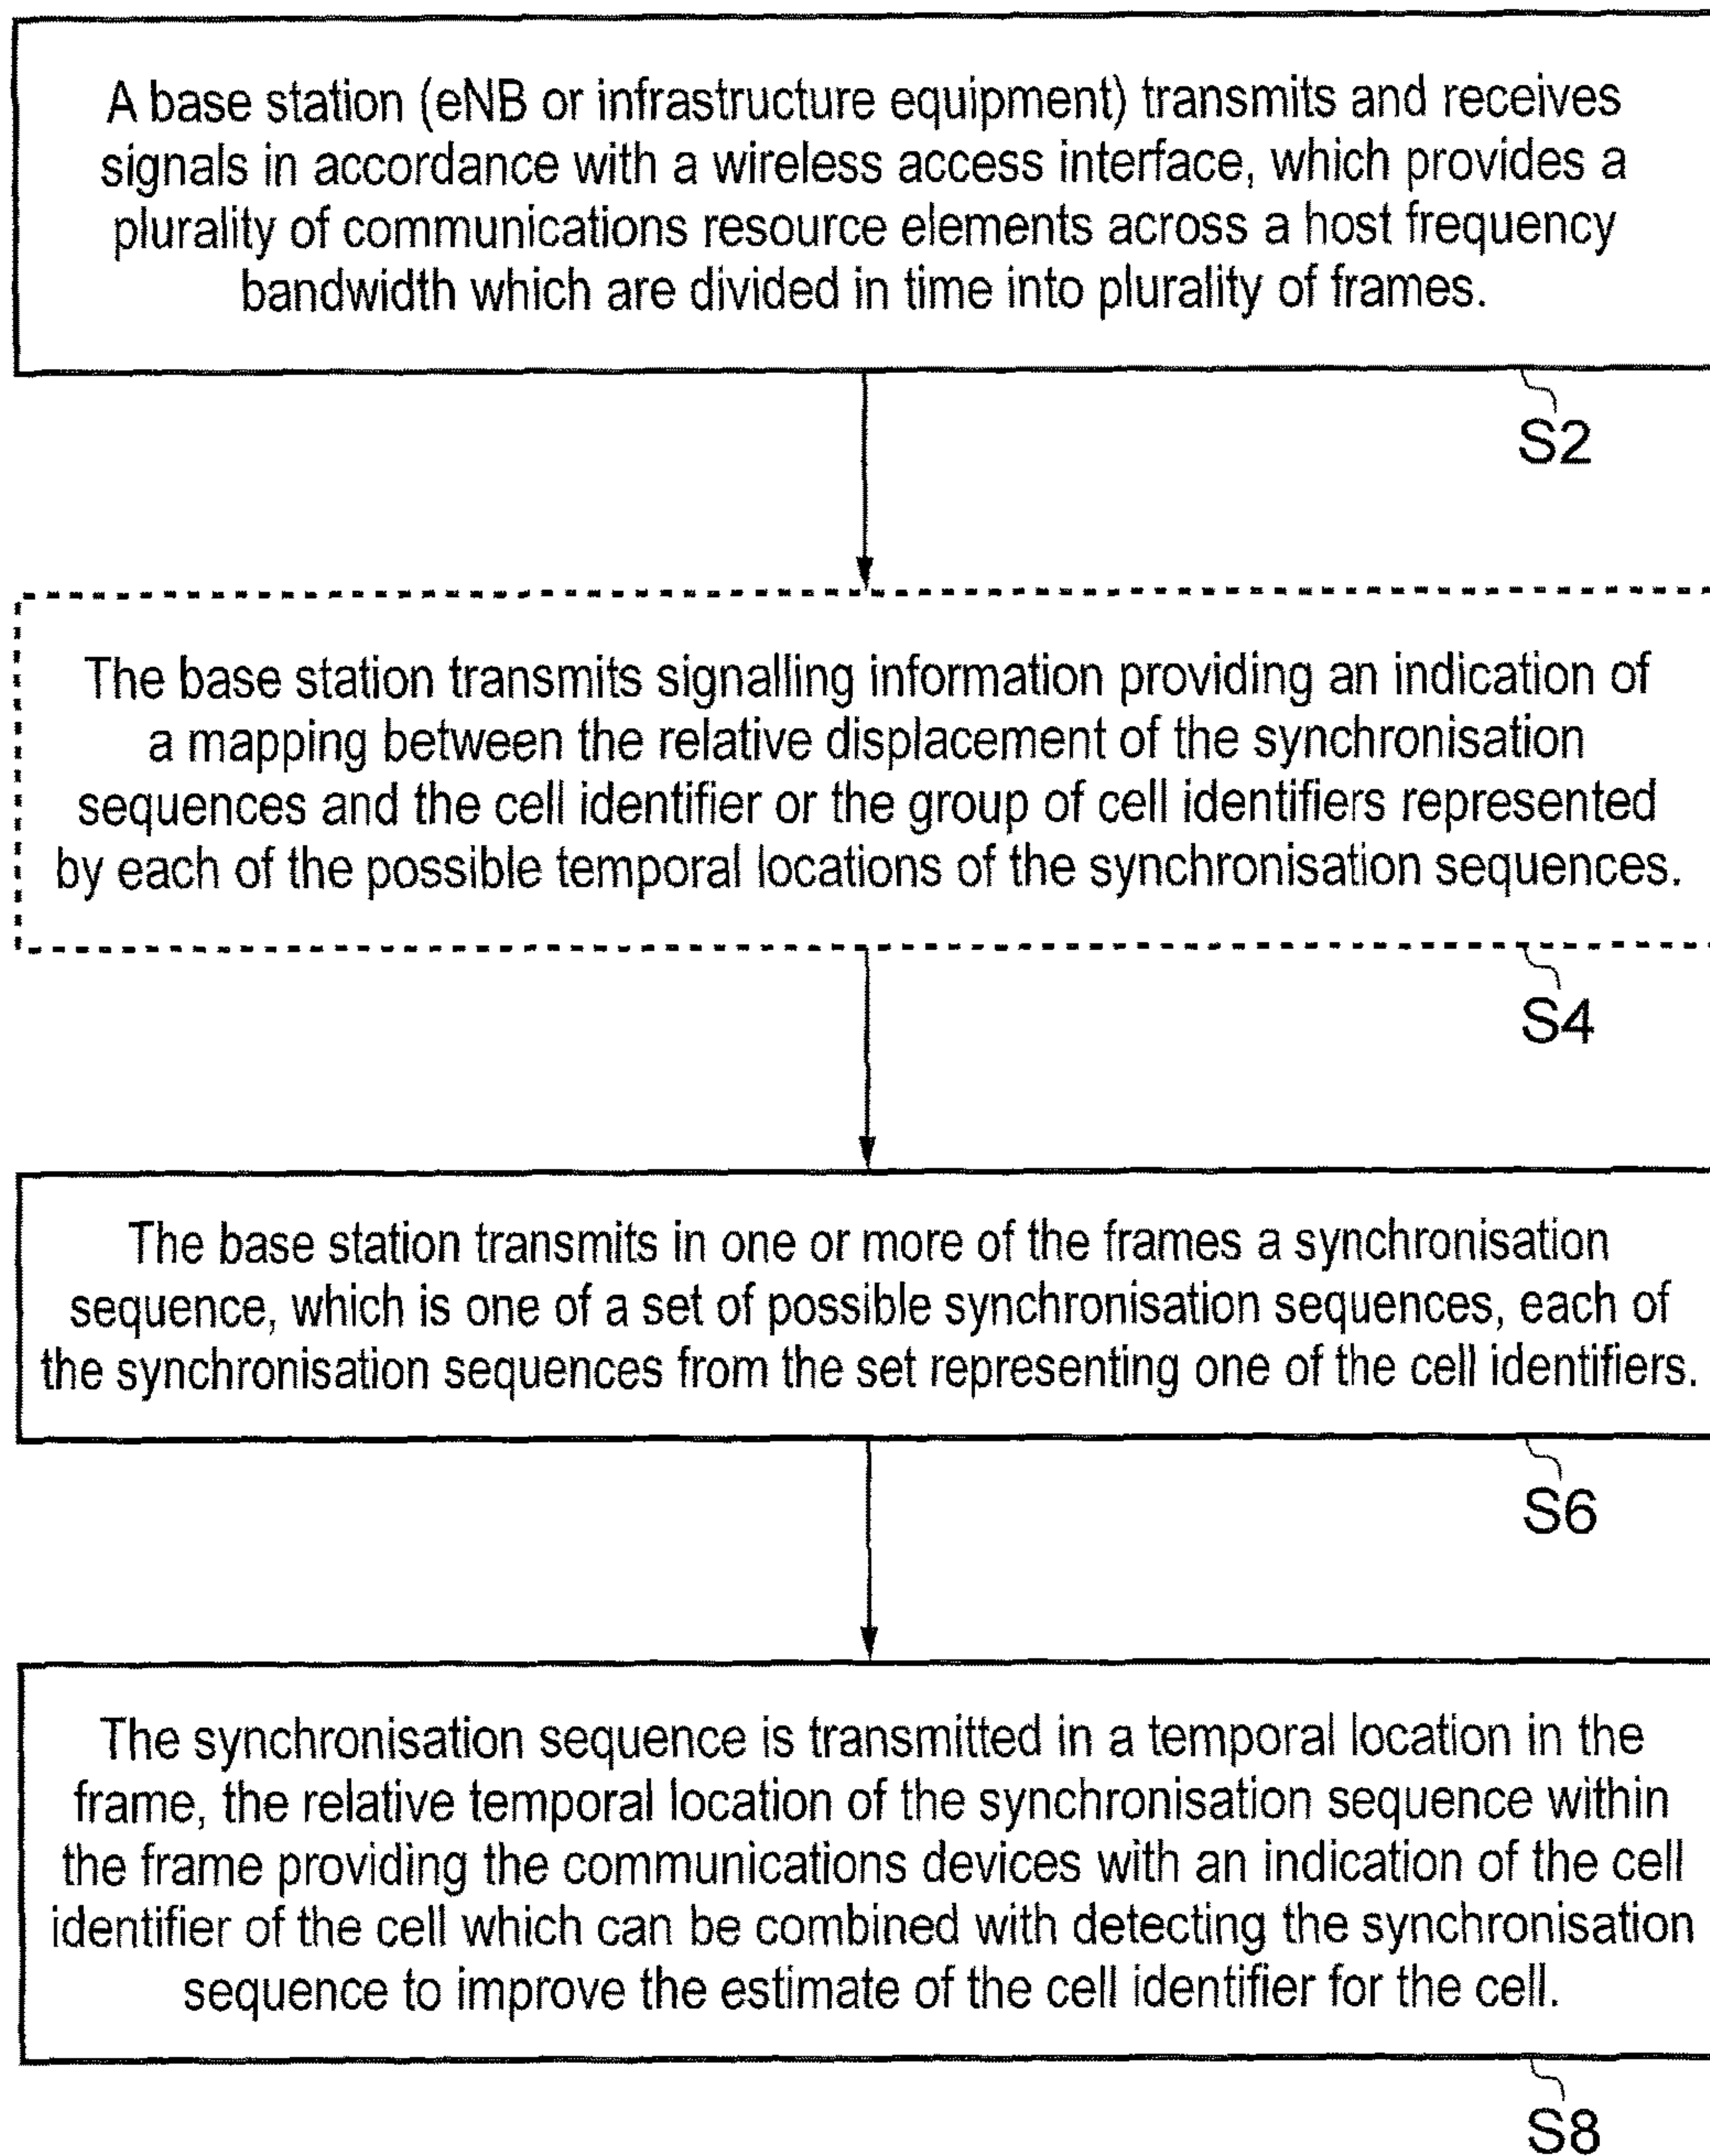 A base station (eNB or infrastructure equipment) transmits and receives
signals in accordance with a wireless access interface, which provides a
plurality of communications resource elements across a host frequency
bandwidth which are divided in time into plurality of frames.
S2
The base station transmits signalling information providing an indication of
a mapping between the relative displacement of the synchronisation
sequences and the cell identifier or the group of cell identifiers represented
by each of the possible temporal locations of the synchronisation sequences.
S4
The base station transmits in one or more of the frames a synchronisation
sequence, which is one of a set of possible synchronisation sequences, each of
the synchronisation sequences from the set representing one of the cell identifiers.
S6
The synchronisation sequence is transmitted in a temporal location in the
frame, the relative temporal location of the synchronisation sequence within
the frame providing the communications devices with an indication of the cell
identifier of the cell which can be combined with detecting the synchronisation
sequence to improve the estimate of the cell identifier for the cell.
S8